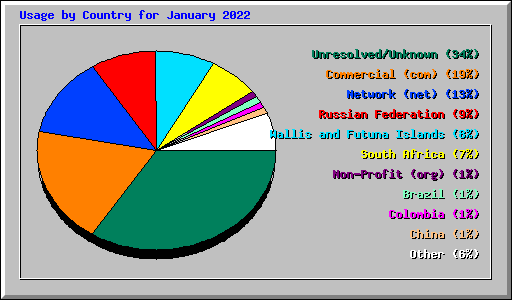 Usage by Country for January 2022
Unresolved/Unknown (34%)
Commercial (com) (19%)
Network (net) (13%)
Russian Federation (9%)
Wallis and Futuna Islands (8%)
South Africa (7%)
Non-Profit (org) (1%)
Brazil (1%)
Colombia (1%)
China (1%)
Other (6%)